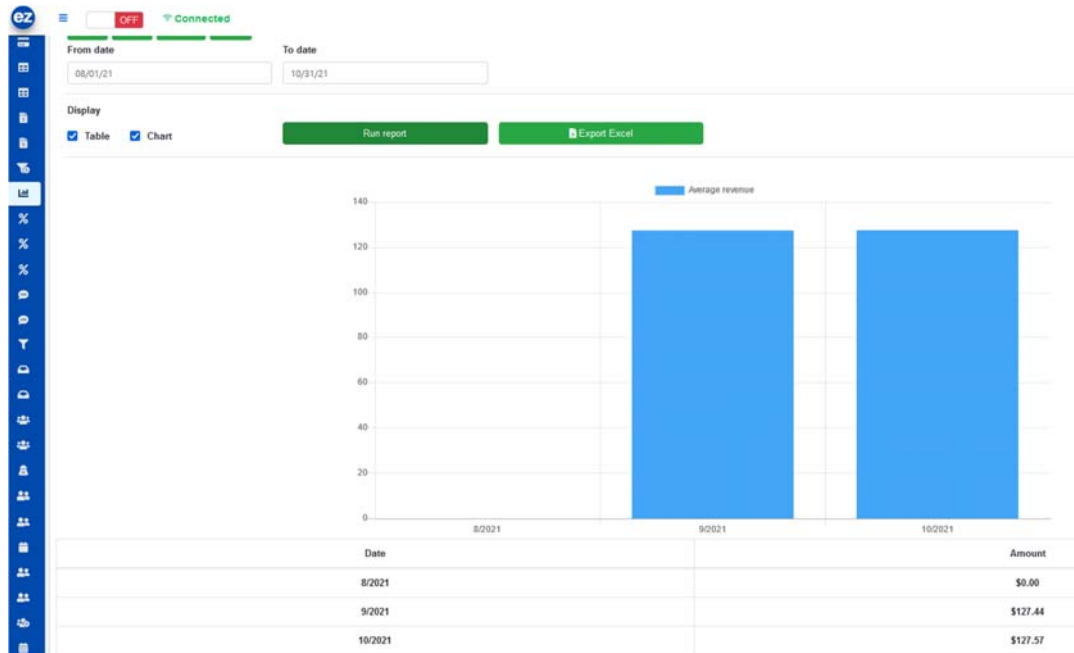 ez
OFF Connected
From date To date
08/01/21 10/31/21
Display
Table Chart Run report Export Excel
Average revenue
140
120
100
80
60
40
20
0
8/2021 9/2021 10/2021
Date Amount
8/2021 $0.00
9/2021 $127.44
10/2021 $127.57